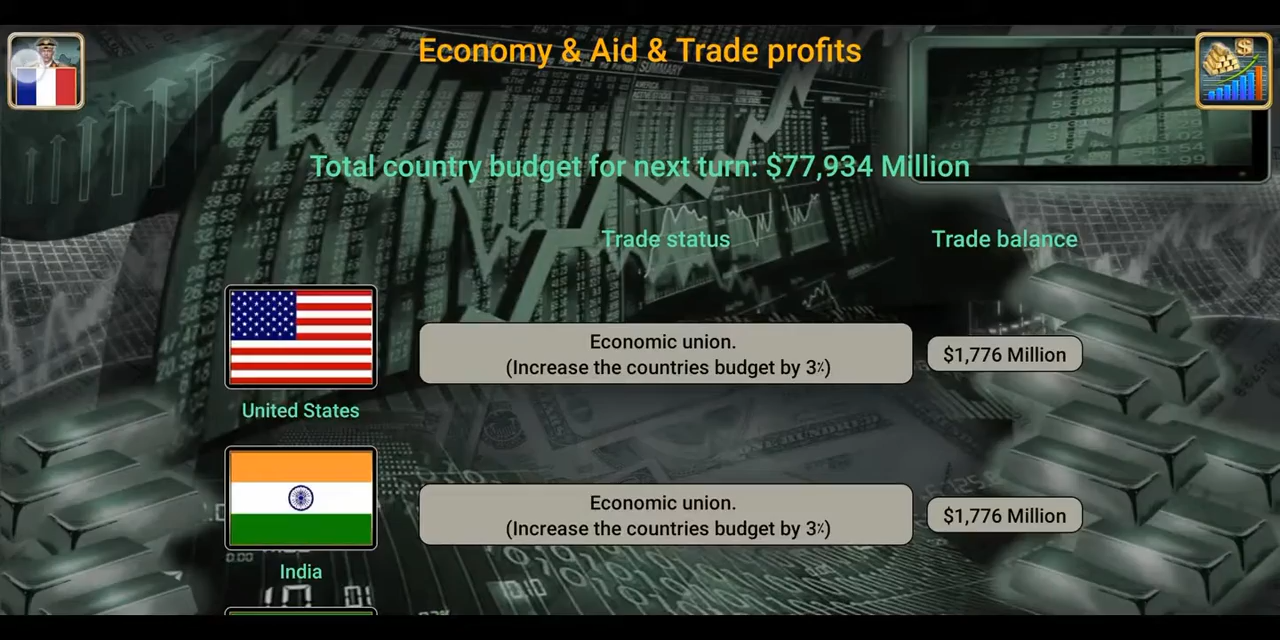 Economy & Aid & Trade profits
Total country budget for next turn: $77,934 Million
Trade status
Trade balance
Economic union.
(Increase the countries budget by 3%)
$1,776 Million
United States
Economic union.
(Increase the countries budget by 3%)
$1,776 Million
India